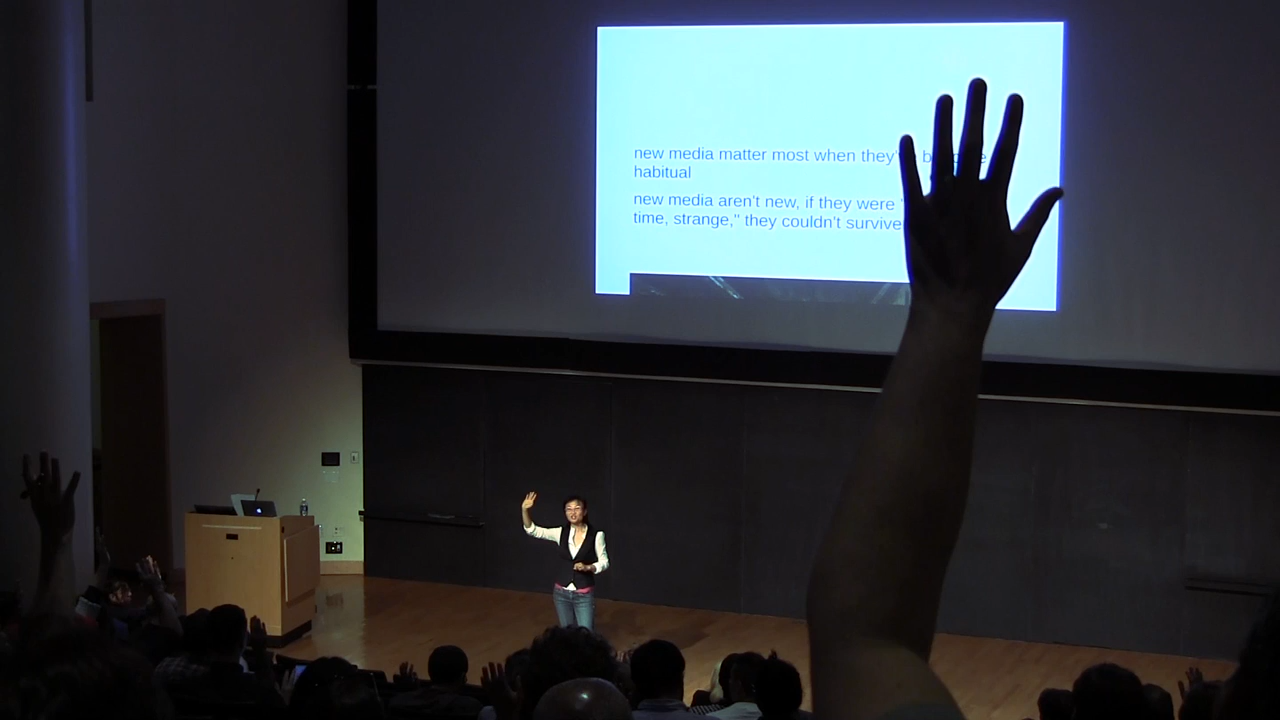 new media matter most when they'
habitual
new media aren't new, if they were "
time, strange," they couldn't survive